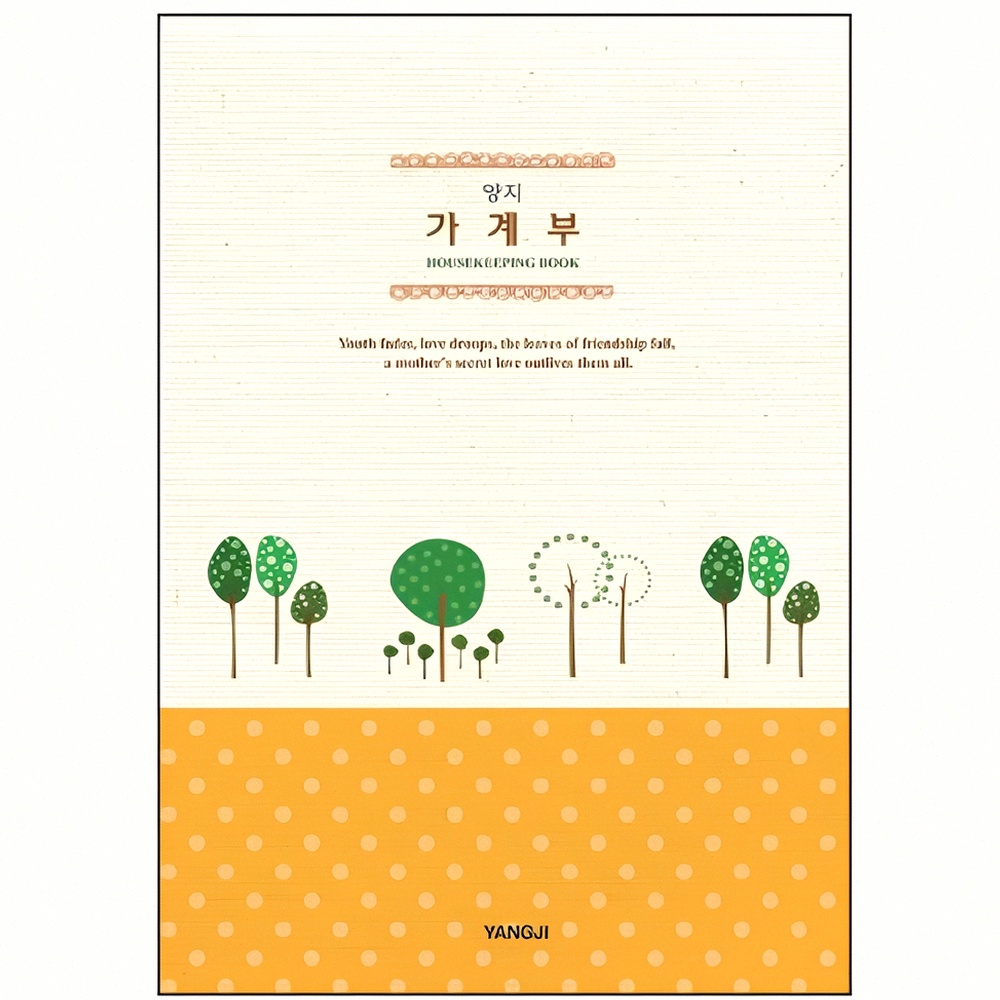 양지
가 계 부
HOUSEKEEPING BOOK
Youth fades, love droops, the leaves of friendship fall,
a mother's secret love outlives them all.
YANGJI